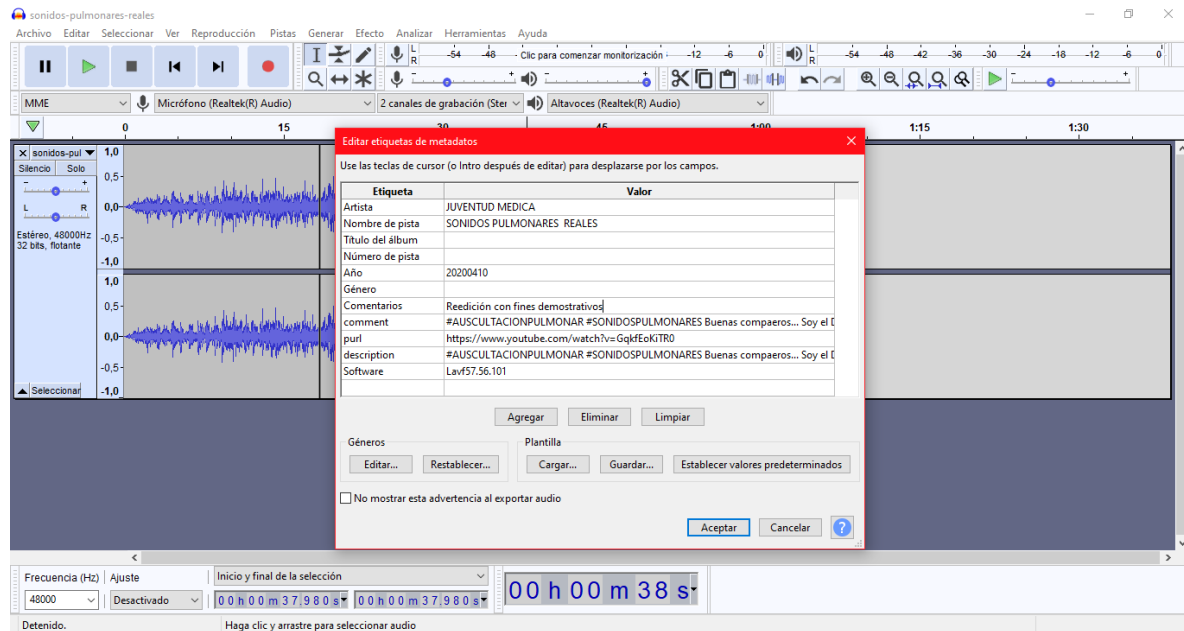 sonidos-pulmonares-reales
Archivo Editar Seleccionar Ver Reproducción Pistas Generar Efecto Analizar Herramientas Ayuda
L R -54 -48 Clic para comenzar monitorización -12 -6 0 L R -54 -48 -42 -36 -30 -24 -18 -12 -6 0
MME Micrófono (Realtek(R) Audio) 2 canales de grabación (Ster Altavoces (Realtek(R) Audio)
0 15 30 45 1:00 1:15 1:30
sonidos-pul
Silencio Solo
- +
L R
Estéreo, 48000Hz
32 bits, flotante
Seleccionar
1,0
0,5
0,0
-0,5
-1,0
1,0
0,5
0,0
-0,5
-1,0
Editar etiquetas de metadatos
Use las teclas de cursor (o Intro después de editar) para desplazarse por los campos.
Etiqueta Valor
Artista JUVENTUD MEDICA
Nombre de pista SONIDOS PULMONARES REALES
Título del álbum
Número de pista
Año 20200410
Género
Comentarios Reedición con fines demostrativos
comment #AUSCULTACIONPULMONAR #SONIDOSPULMONARES Buenas compaeros... Soy el D
purl https://www.youtube.com/watch?v=GqkfEoKiTR0
description #AUSCULTACIONPULMONAR #SONIDOSPULMONARES Buenas compaeros... Soy el D
Software Lavf57.56.101
Agregar Eliminar Limpiar
Géneros Plantilla
Editar... Restablecer... Cargar... Guardar... Establecer valores predeterminados
No mostrar esta advertencia al exportar audio
Aceptar Cancelar ?
Frecuencia (Hz) Ajuste Inicio y final de la selección
48000 Desactivado 00h00m37.980s 00h00m37.980s 00 h 00 m 38 s
Detenido. Haga clic y arrastre para seleccionar audio